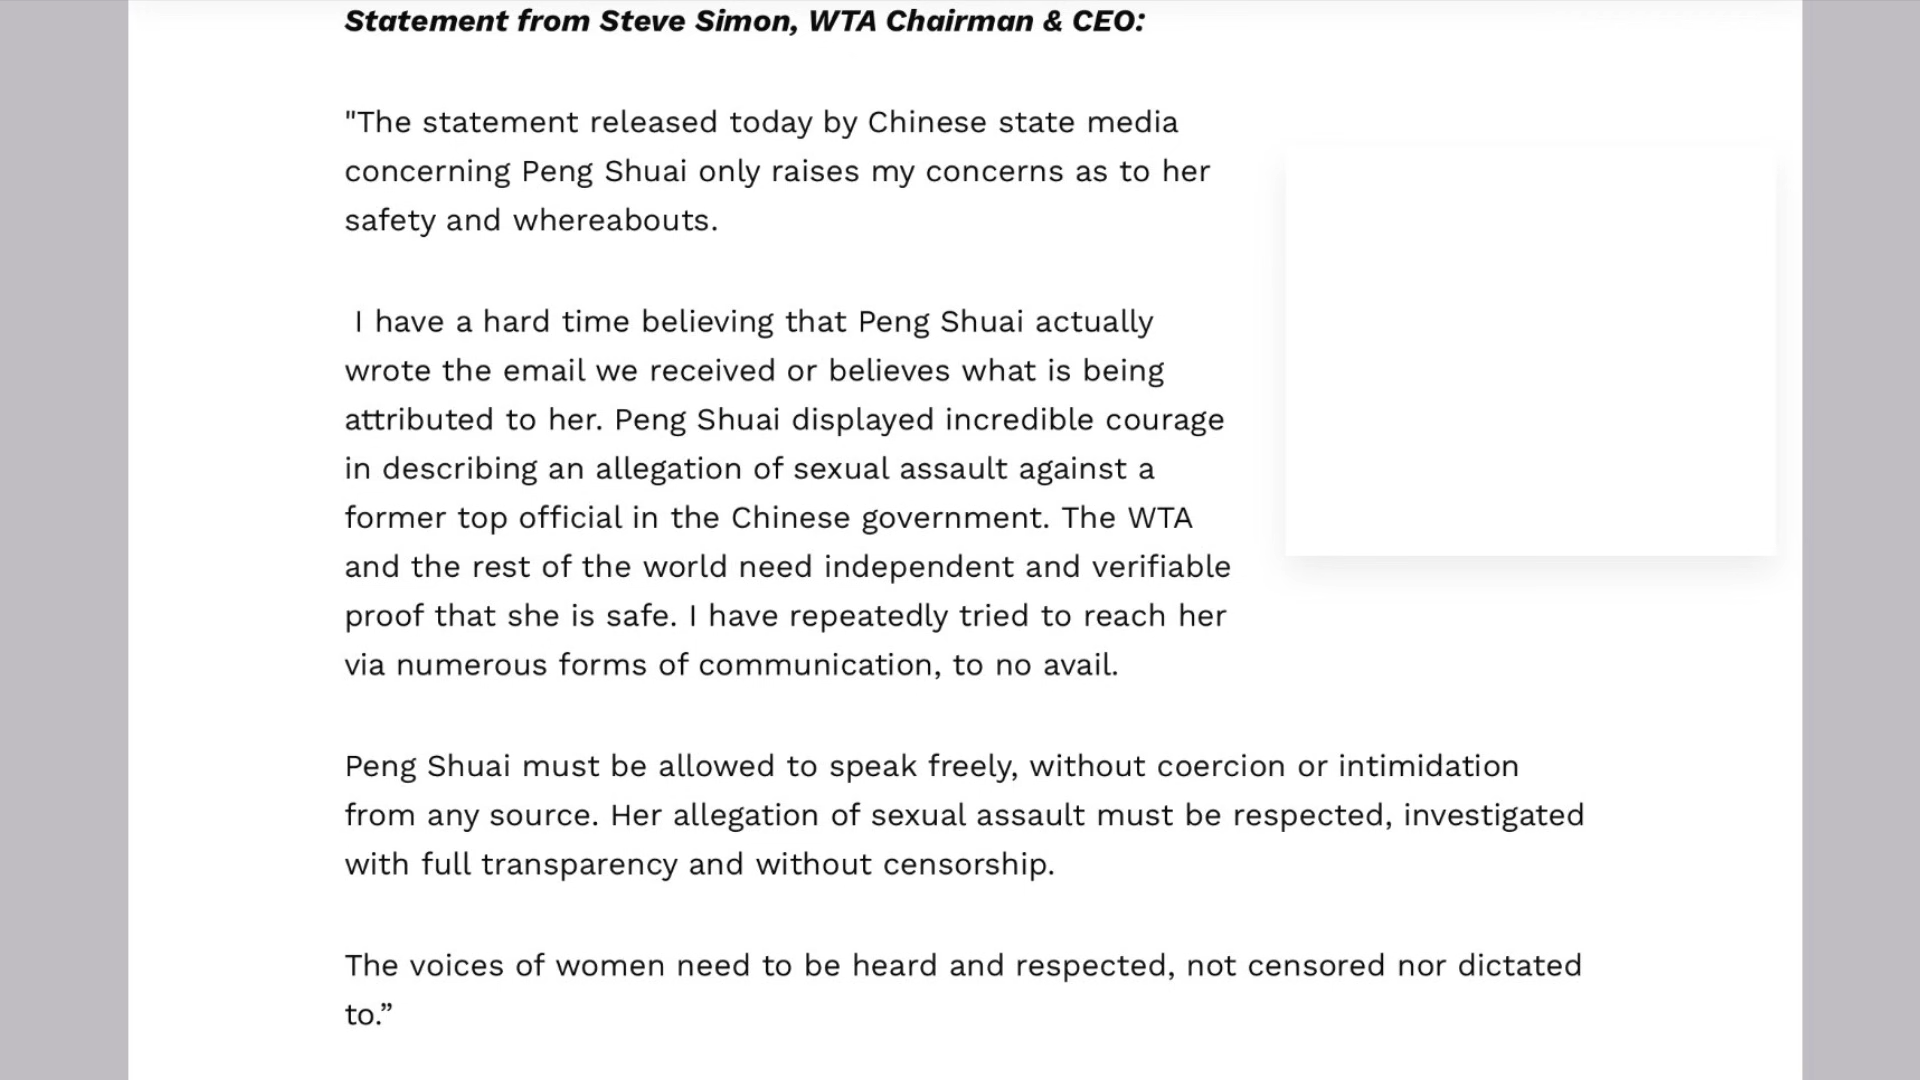 Statement from Steve Simon, WTA Chairman & CEO:
"The statement released today by Chinese state media
concerning Peng Shuai only raises my concerns as to her
safety and whereabouts.
I have a hard time believing that Peng Shuai actually
wrote the email we received or believes what is being
attributed to her. Peng Shuai displayed incredible courage
in describing an allegation of sexual assault against a
former top official in the Chinese government. The WTA
and the rest of the world need independent and verifiable
proof that she is safe. I have repeatedly tried to reach her
via numerous forms of communication, to no avail.
Peng Shuai must be allowed to speak freely, without coercion or intimidation
from any source. Her allegation of sexual assault must be respected, investigated
with full transparency and without censorship.
The voices of women need to be heard and respected, not censored nor dictated
to.”